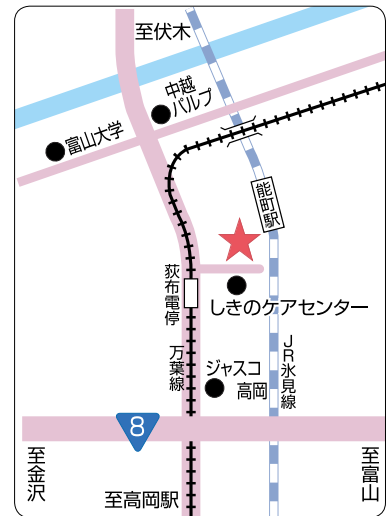 至伏木
中越
パルプ
富山大学
能町駅
荻布電停
しきのケアセンター
万葉線
ジャスコ
高岡
JR氷見線
8
至金沢
至高岡駅
至富山